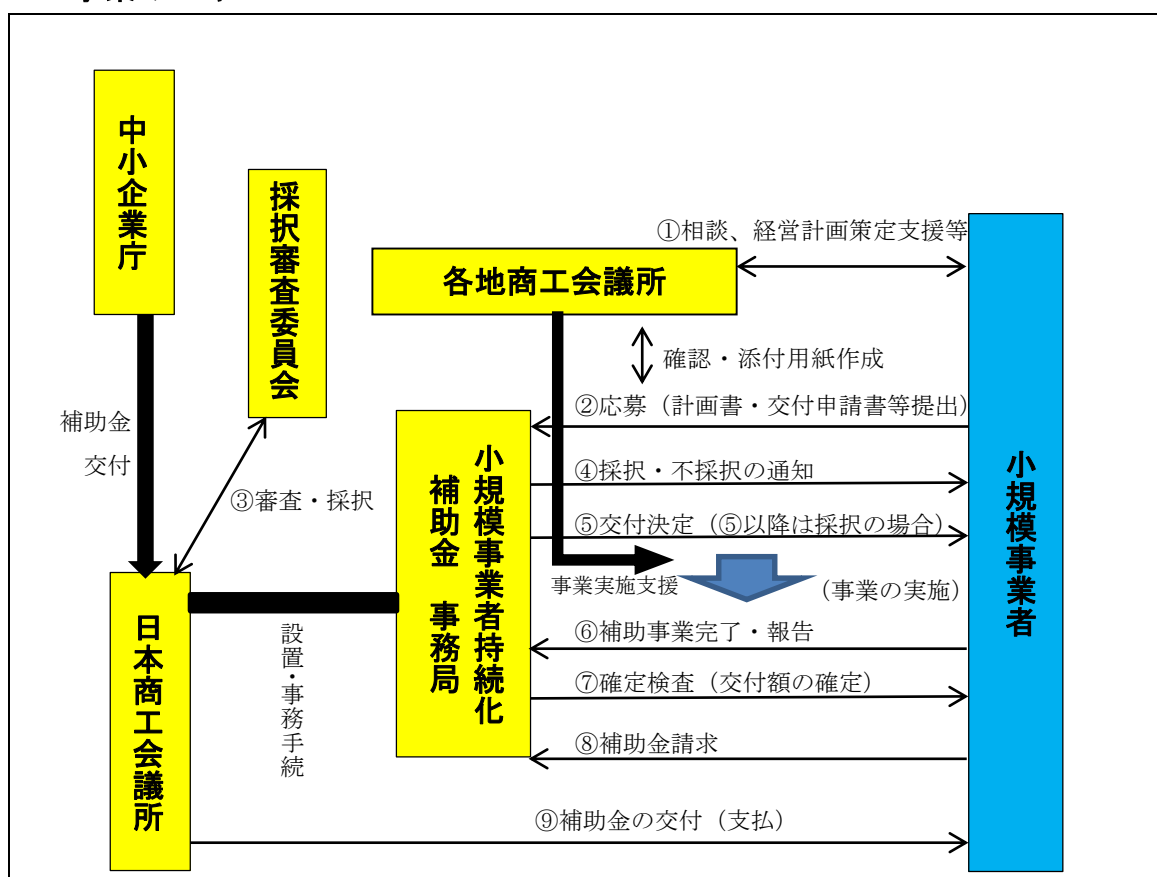 中小企業庁
採択審査委員会
①相談、経営計画策定支援等
各地商工会議所
確認・添付用紙作成
②応募（計画書・交付申請書等提出）
補助金
交付
③審査・採択
小規模事業者持続化
補助金　事務局
④採択・不採択の通知
⑤交付決定（⑤以降は採択の場合）
事業実施支援
（事業の実施）
小規模事業者
⑥補助事業完了・報告
⑦確定検査（交付額の確定）
⑧補助金請求
日本商工会議所
設置・事務手続
⑨補助金の交付（支払）